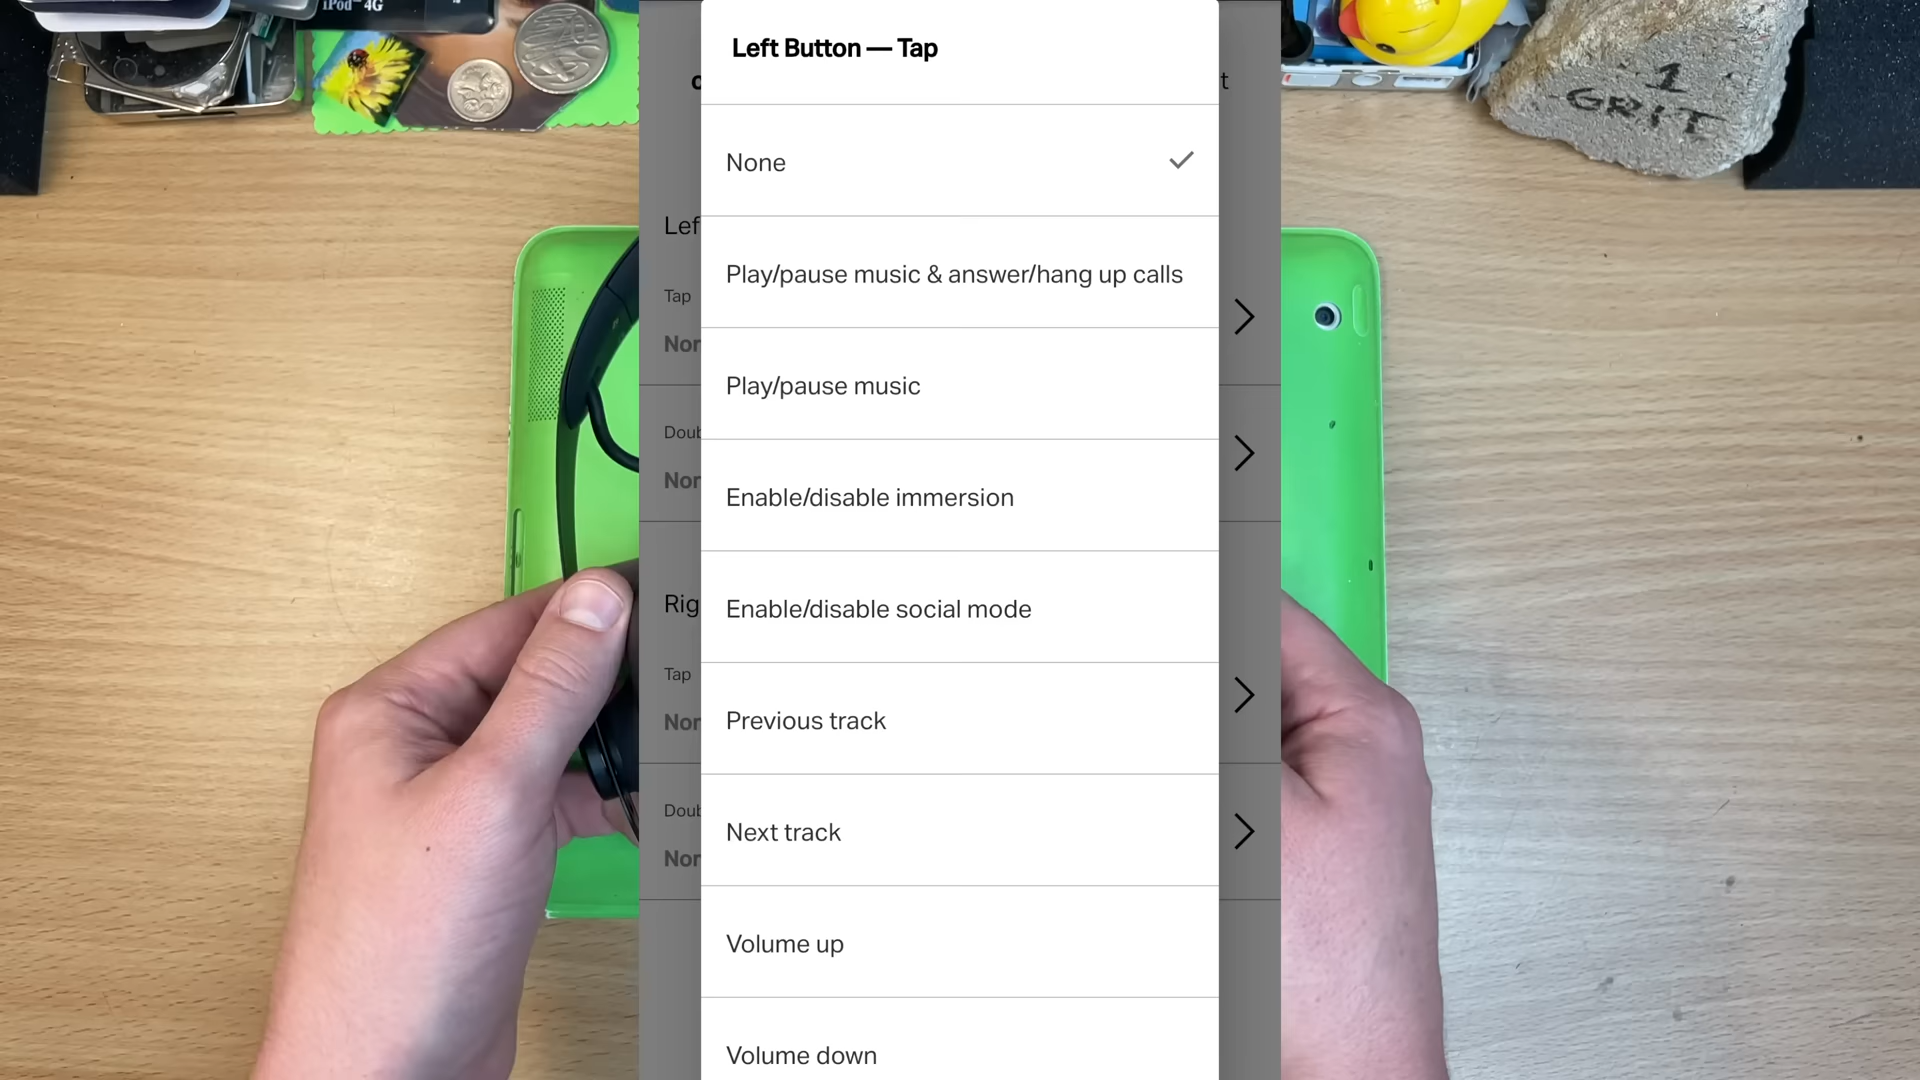 iPod 4G
Left Button — Tap
None
Play/pause music & answer/hang up calls
Play/pause music
Enable/disable immersion
Enable/disable social mode
Previous track
Next track
Volume up
Volume down
Lef
Tap
Nor
Doub
Nor
Rig
Tap
Nor
Doub
Nor
t
1
GRIT